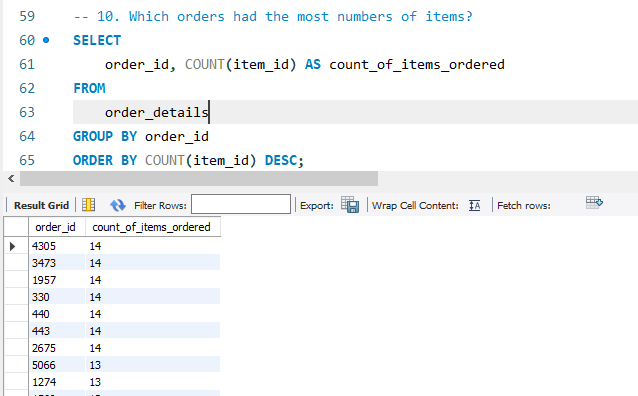 59 -- 10. Which orders had the most numbers of items?
60 SELECT
61 order_id, COUNT(item_id) AS count_of_items_ordered
62 FROM
63 order_details
64 GROUP BY order_id
65 ORDER BY COUNT(item_id) DESC;
Result Grid Filter Rows: Export: Wrap Cell Content: Fetch rows:
order_id count_of_items_ordered
4305 14
3473 14
1957 14
330 14
440 14
443 14
2675 14
5066 13
1274 13